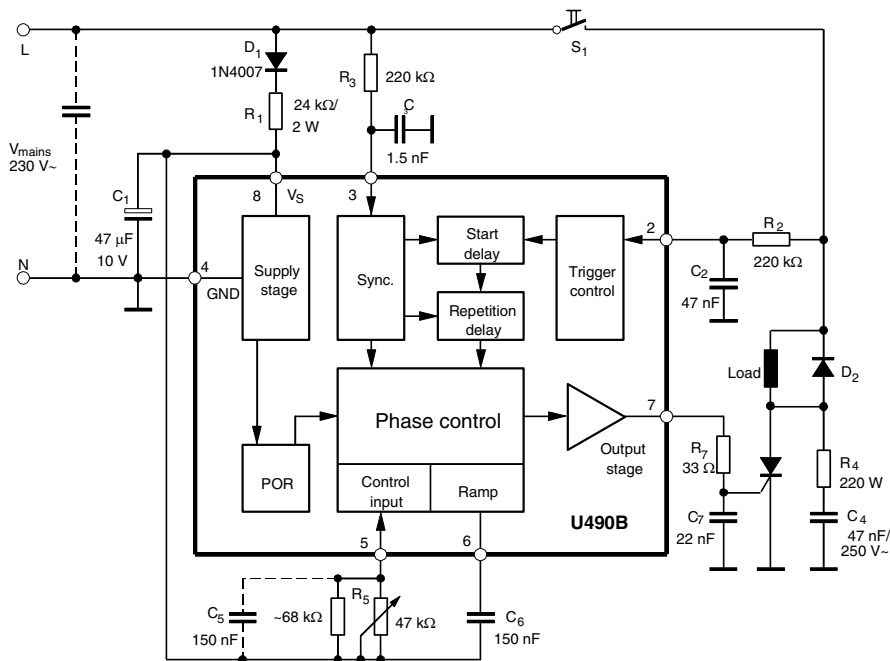 L
D1
1N4007
R3
220 kΩ
S1
R1
24 kΩ/
2 W
C3
1.5 nF
Vmains
230 V~
C1
47 µF
10 V
N
8
VS
3
2
R2
220 kΩ
C2
47 nF
4
GND
Supply
stage
Sync.
Start
delay
Trigger
control
Repetition
delay
Load
D2
Phase control
7
Output
stage
R7
33 Ω
R4
220 W
POR
Control
input
Ramp
U490B
C7
22 nF
C4
47 nF/
250 V~
5
6
C5
150 nF
~68 kΩ
R5
47 kΩ
C6
150 nF